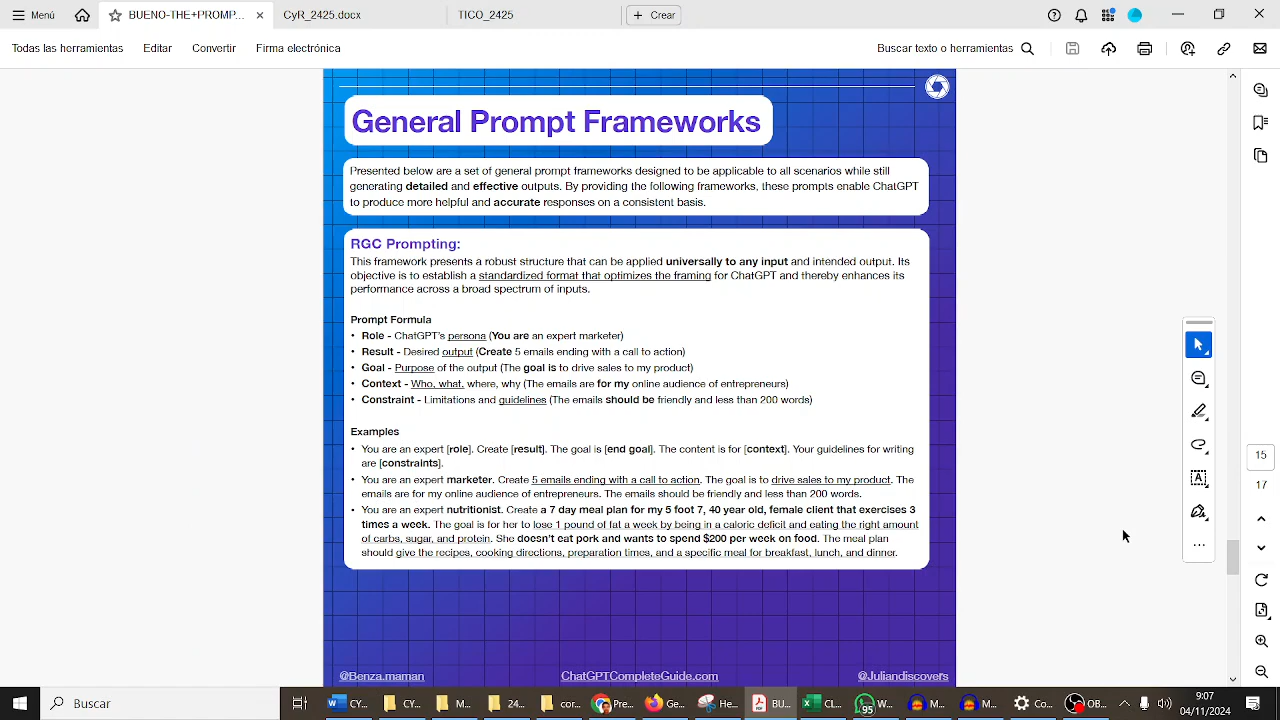 Menú
BUENO-THE+PROMP...
CyR_2425.docx
TICO_2425
Crear
Todas las herramientas
Editar
Convertir
Firma electrónica
Buscar texto o herramientas
General Prompt Frameworks
Presented below are a set of general prompt frameworks designed to be applicable to all scenarios while still
generating detailed and effective outputs. By providing the following frameworks, these prompts enable ChatGPT
to produce more helpful and accurate responses on a consistent basis.
RGC Prompting:
This framework presents a robust structure that can be applied universally to any input and intended output. Its
objective is to establish a standardized format that optimizes the framing for ChatGPT and thereby enhances its
performance across a broad spectrum of inputs.
Prompt Formula
• Role - ChatGPT's persona (You are an expert marketer)
• Result - Desired output (Create 5 emails ending with a call to action)
• Goal - Purpose of the output (The goal is to drive sales to my product)
• Context - Who, what, where, why (The emails are for my online audience of entrepreneurs)
• Constraint - Limitations and guidelines (The emails should be friendly and less than 200 words)
Examples
• You are an expert [role]. Create [result]. The goal is [end goal]. The content is for [context]. Your guidelines for writing
are [constraints].
• You are an expert marketer. Create 5 emails ending with a call to action. The goal is to drive sales to my product. The
emails are for my online audience of entrepreneurs. The emails should be friendly and less than 200 words.
• You are an expert nutritionist. Create a 7 day meal plan for my 5 foot 7, 40 year old, female client that exercises 3
times a week. The goal is for her to lose 1 pound of fat a week by being in a caloric deficit and eating the right amount
of carbs, sugar, and protein. She doesn't eat pork and wants to spend $200 per week on food. The meal plan
should give the recipes, cooking directions, preparation times, and a specific meal for breakfast, lunch, and dinner.
@Benza.maman
ChatGPTCompleteGuide.com
@Juliandiscovers
15
17
Buscar
CY...
CY...
M...
24...
cor...
Pre...
Ge...
He...
BU...
CL...
95
W...
M...
M...
Co...
OB...
9:07
04/11/2024